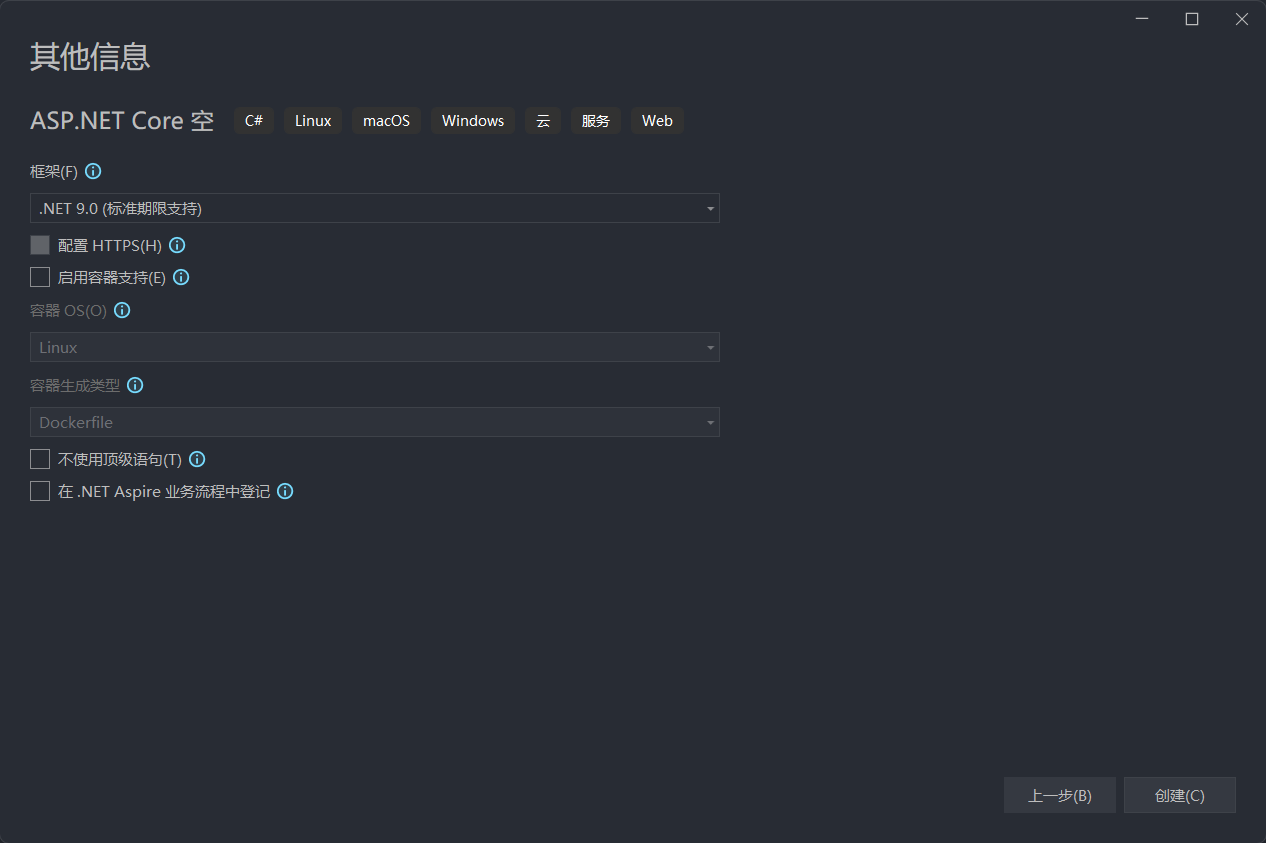 其他信息
ASP.NET Core 空 C# Linux macOS Windows 云 服务 Web
框架(F)
.NET 9.0 (标准期限支持)
配置 HTTPS(H)
启用容器支持(E)
容器 OS(O)
Linux
容器生成类型
Dockerfile
不使用顶级语句(T)
在 .NET Aspire 业务流程中登记
上一步(B) 创建(C)